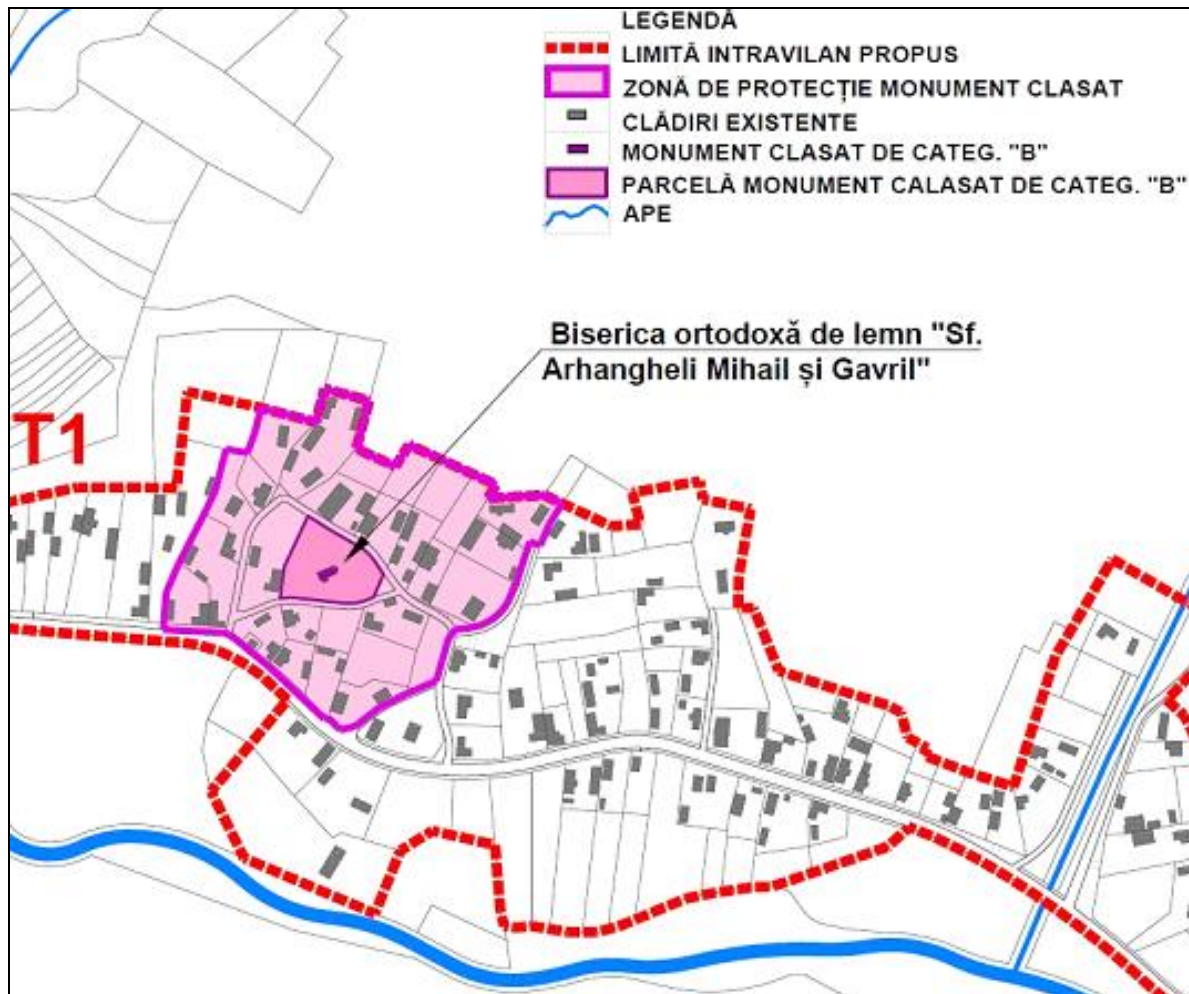 LEGENDĂ
LIMITĂ INTRAVILAN PROPUS
ZONĂ DE PROTECȚIE MONUMENT CLASAT
CLĂDIRI EXISTENTE
MONUMENT CLASAT DE CATEG. "B"
PARCELĂ MONUMENT CALASAT DE CATEG. "B"
APE
Biserica ortodoxă de lemn "Sf.
Arhangheli Mihail și Gavril"
T1